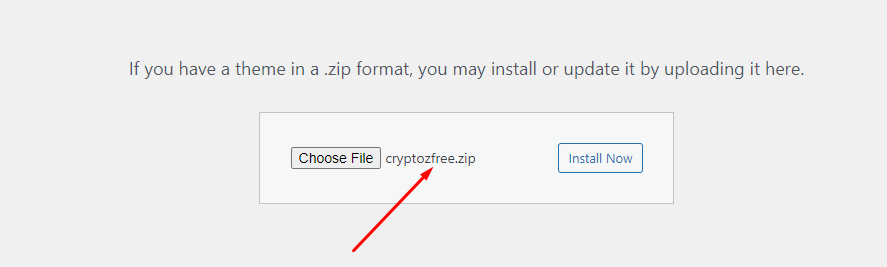 If you have a theme in a .zip format, you may install or update it by uploading it here.
Choose File cryptozfree.zip Install Now